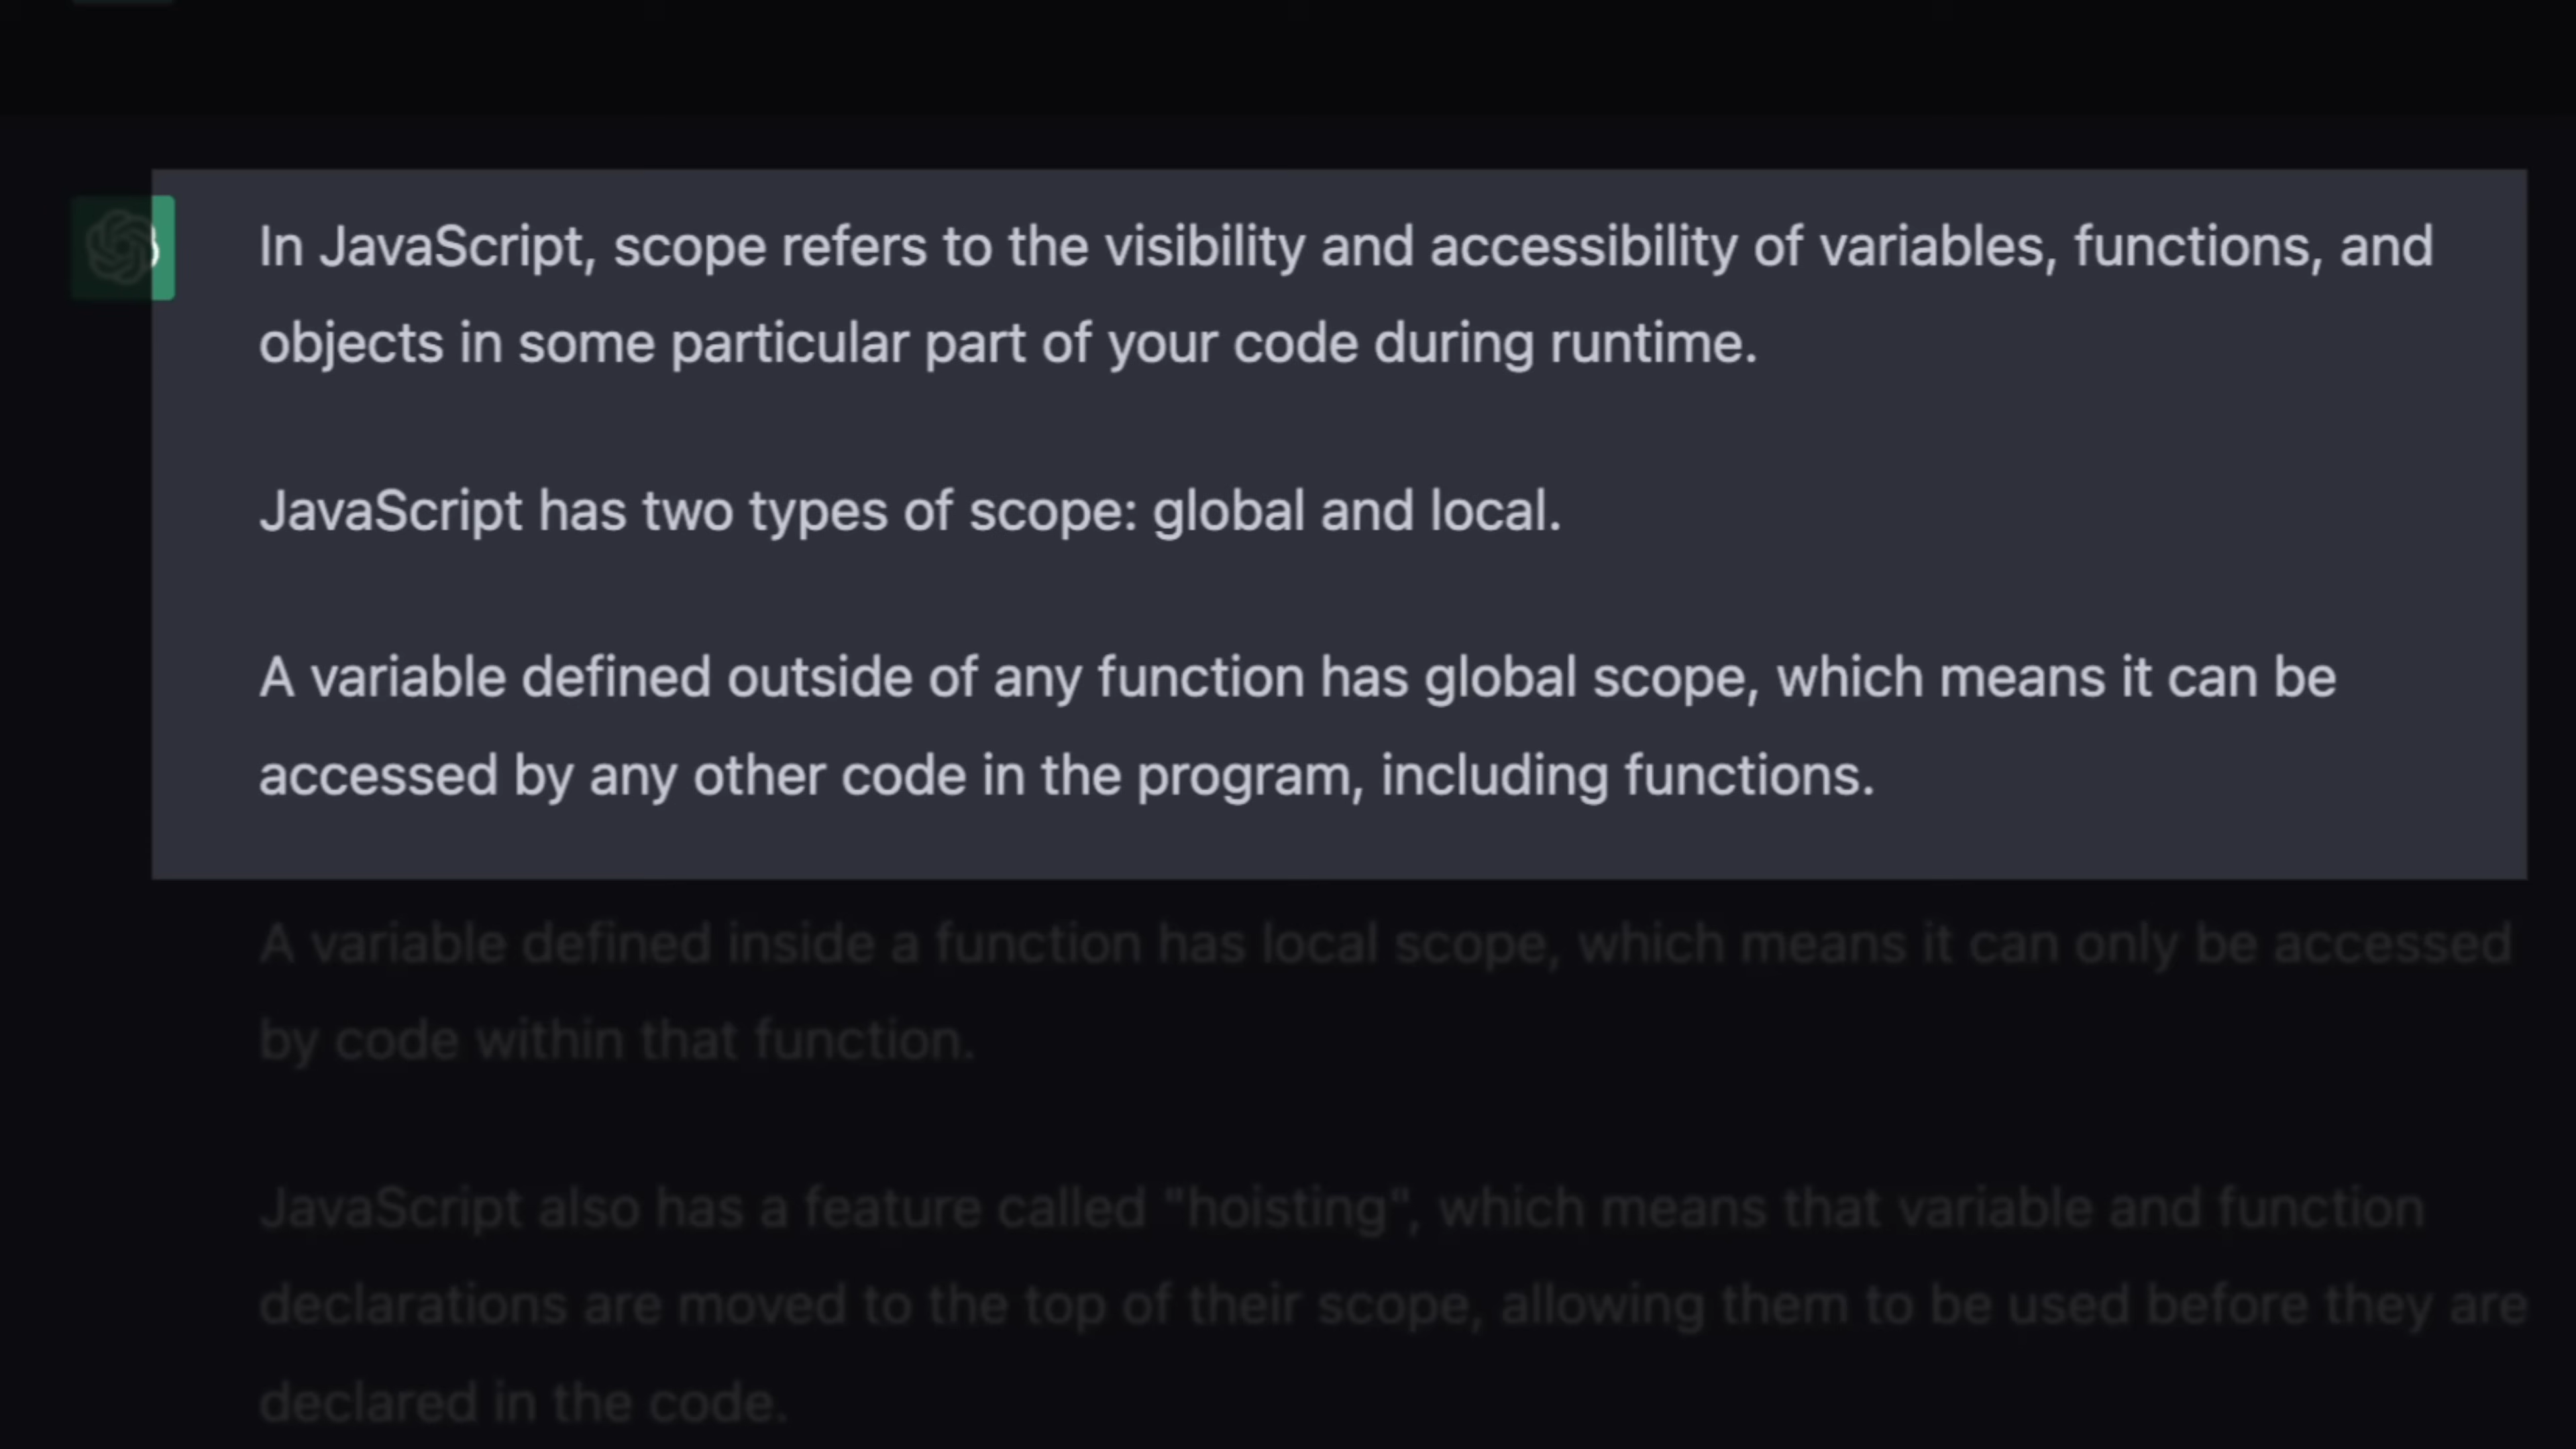 In JavaScript, scope refers to the visibility and accessibility of variables, functions, and
objects in some particular part of your code during runtime.
JavaScript has two types of scope: global and local.
A variable defined outside of any function has global scope, which means it can be
accessed by any other code in the program, including functions.
A variable defined inside a function has local scope, which means it can only be accessed
by code within that function.
JavaScript also has a feature called "hoisting", which means that variable and function
declarations are moved to the top of their scope, allowing them to be used before they are
declared in the code.